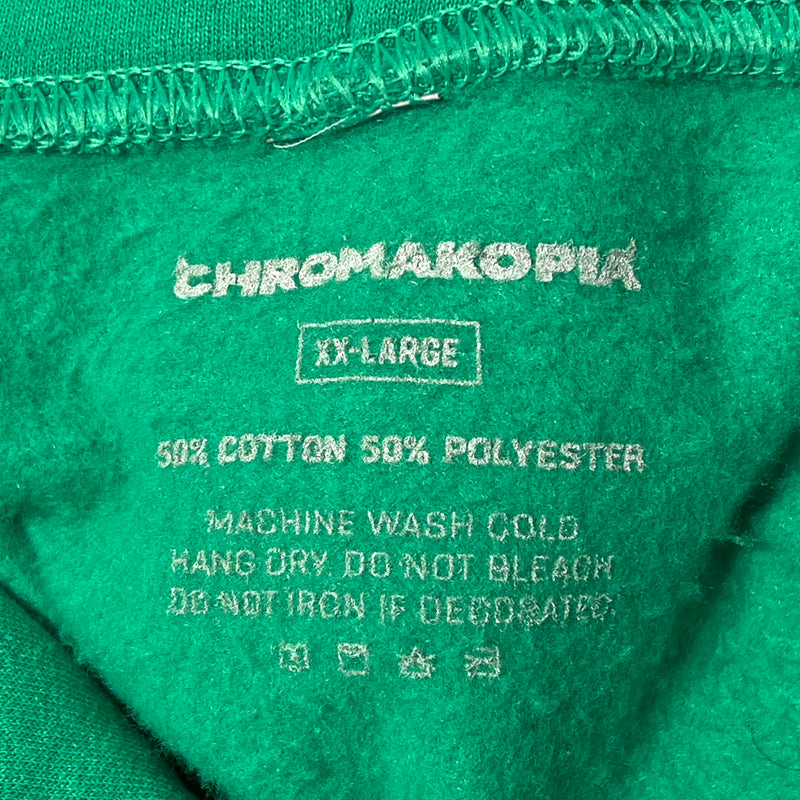 CHROMAKOPIA
XX-LARGE
50% COTTON 50% POLYESTER
MACHINE WASH COLD
HANG DRY DO NOT BLEACH
DO NOT IRON IF DECORATED.